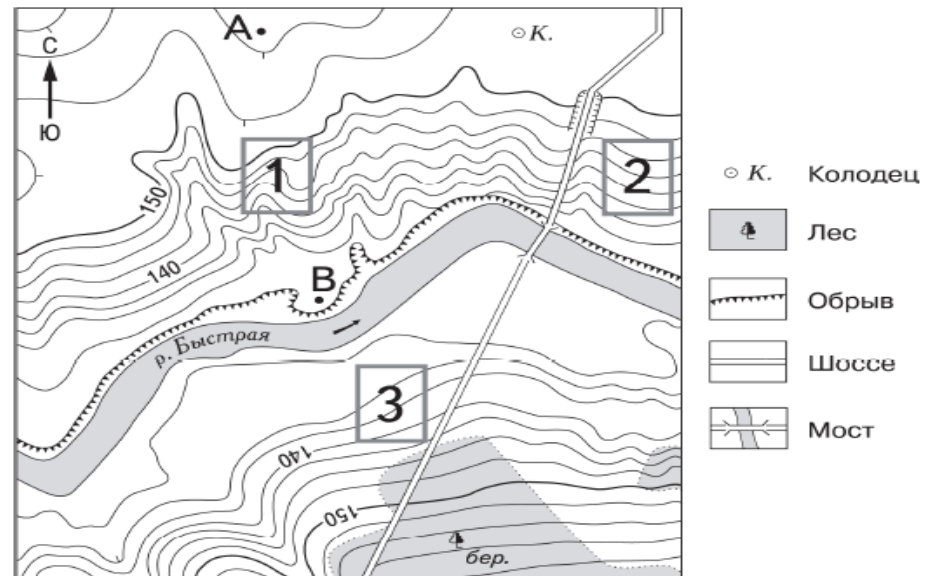 А
К.
С
Ю
1
2
К. Колодец
150
Лес
140
В
Обрыв
р. Быстрая
Шоссе
3
Мост
140
150
бер.